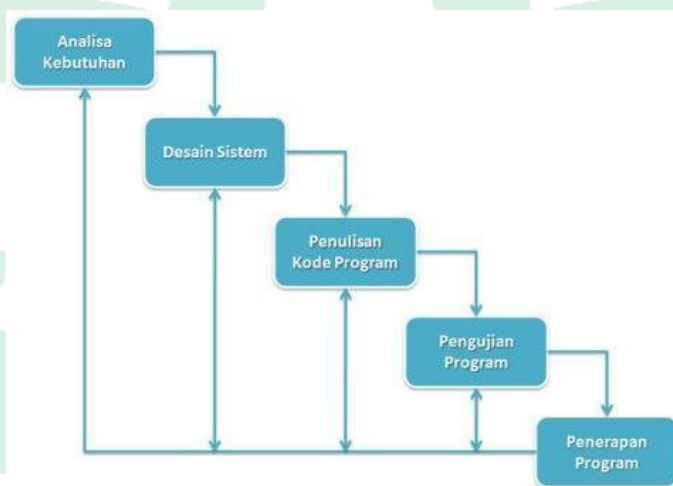 Analisa
Kebutuhan
Desain Sistem
Penulisan
Kode Program
Pengujian
Program
Penerapan
Program